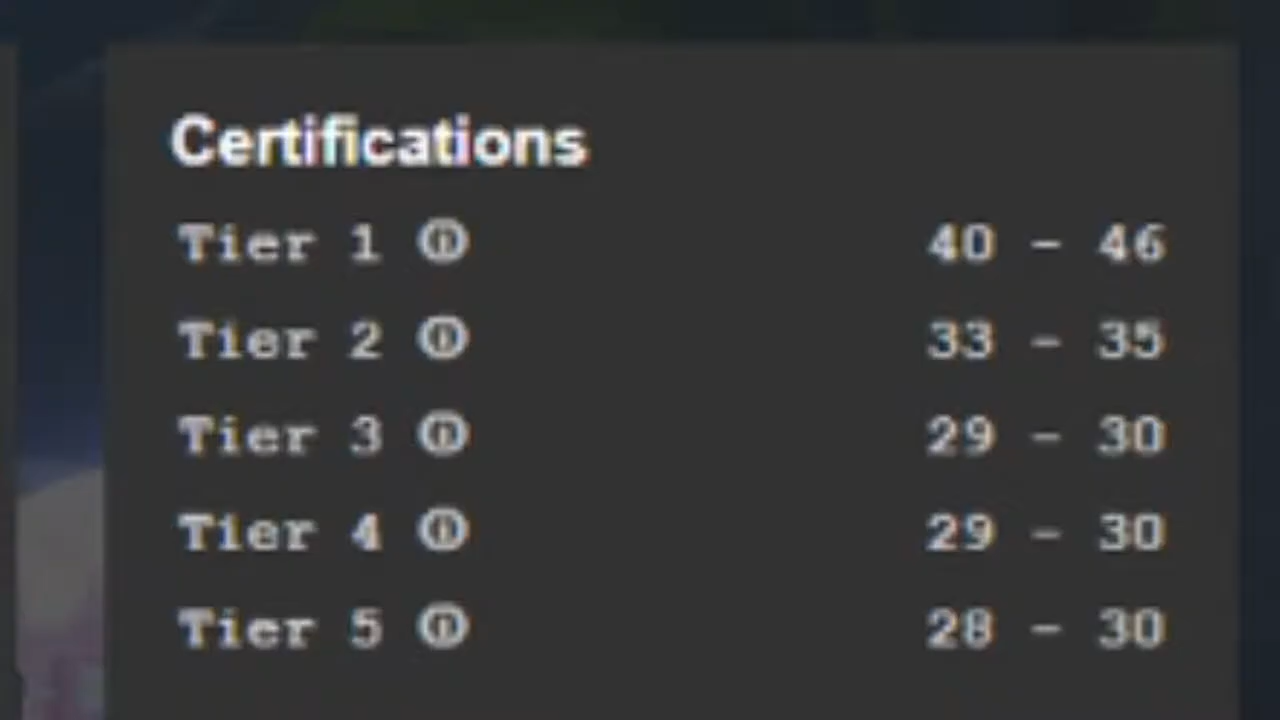 Certifications
Tier 1 ⓘ 40 - 46
Tier 2 ⓘ 33 - 35
Tier 3 ⓘ 29 - 30
Tier 4 ⓘ 29 - 30
Tier 5 ⓘ 28 - 30